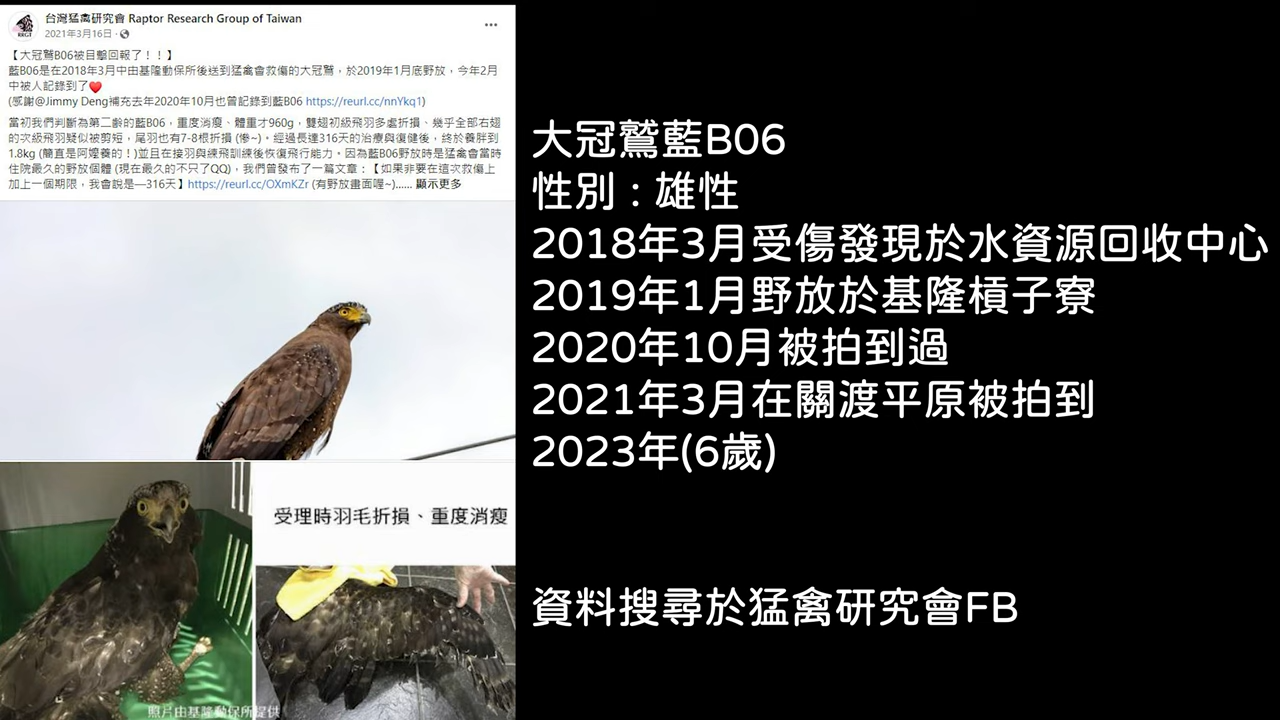 台灣猛禽研究會 Raptor Research Group of Taiwan
2021年3月16日
【大冠鷲B06被目擊回報了！！】
藍B06是在2018年3月中由基隆動保所後送到猛禽會救傷的大冠鷲，於2019年1月底野放，今年2月
中被人記錄到了❤️
(感謝@Jimmy Deng補充去年2020年10月也曾記錄到藍B06 https://reurl.cc/nnYkq1)
當初我們判斷為第二齡的藍B06，重度消瘦、體重才960g，雙翅初級飛羽多處折損、幾乎全部右翅
的次級飛羽疑似被剪短，尾羽也有7-8根折損 (慘~)。經過長達316天的治療與復健後，終於養胖到
1.8kg (簡直是阿嬤養的！)並且在接羽與練飛訓練後恢復飛行能力。因為藍B06野放時是猛禽會當時
住院最久的野放個體 (現在最久的不只了QQ)，我們曾發布了一篇文章：【如果非要在這次救傷上
加上一個期限，我會說是—316天】https://reurl.cc/OXmKZr (有野放畫面喔~)...... 顯示更多
大冠鷲藍B06
性別：雄性
2018年3月受傷發現於水資源回收中心
2019年1月野放於基隆槓子寮
2020年10月被拍到過
2021年3月在關渡平原被拍到
2023年(6歲)
受理時羽毛折損、重度消瘦
資料搜尋於猛禽研究會FB
照片由基隆動保所提供